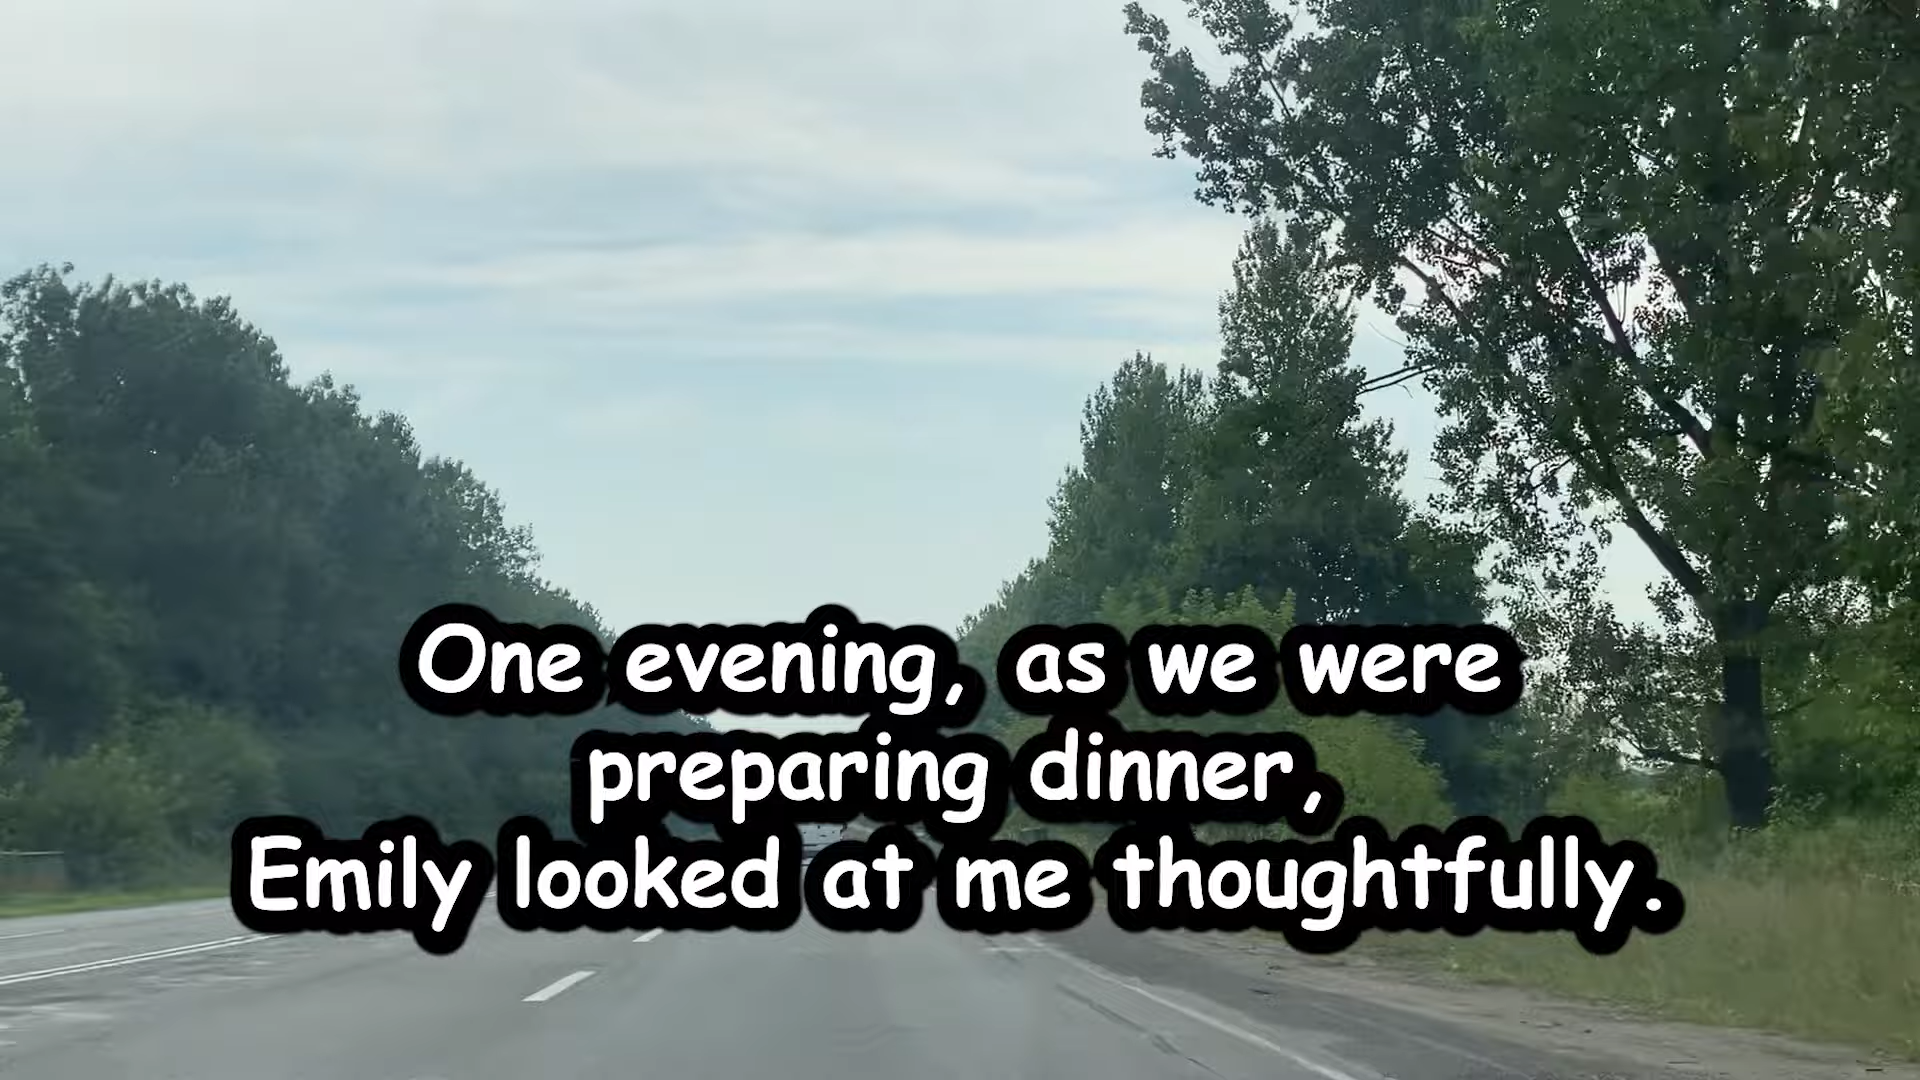 One evening, as we were
preparing dinner,
Emily looked at me thoughtfully.